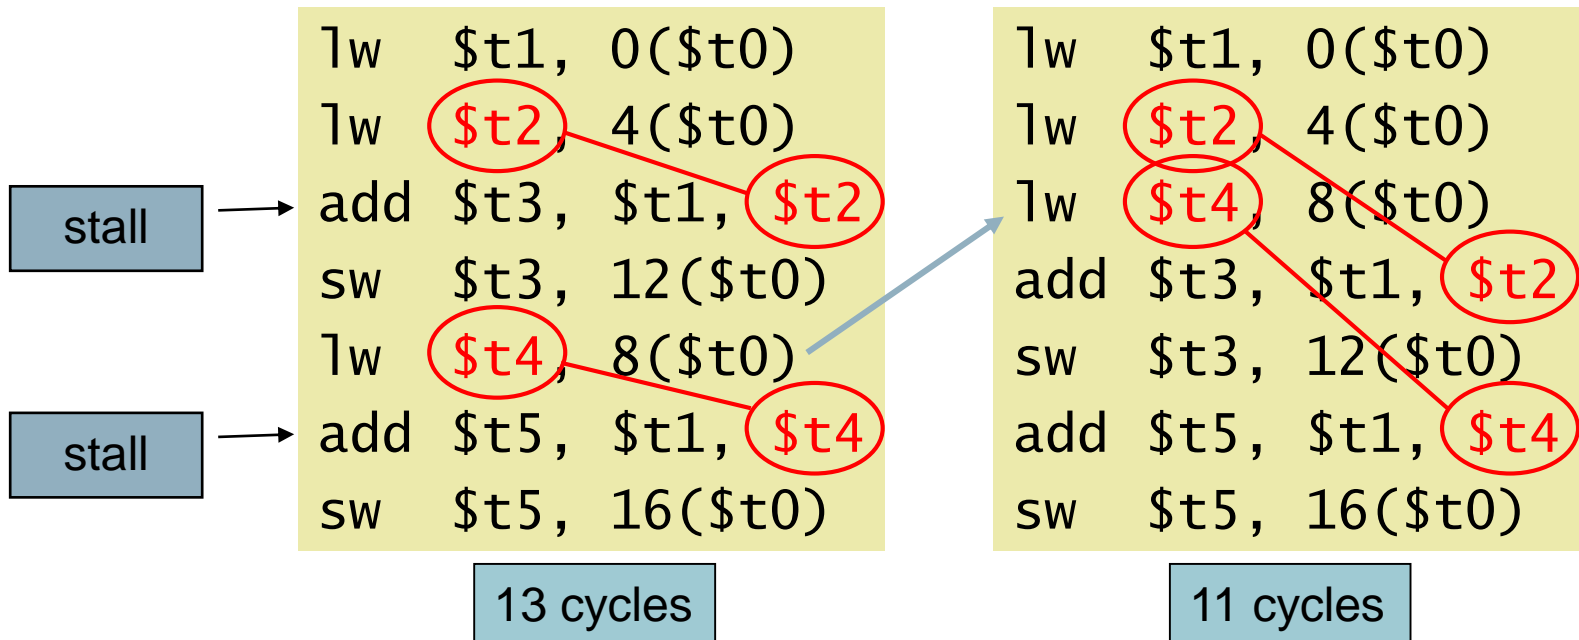 stall
stall
lw $t1, 0($t0)
lw $t2, 4($t0)
add $t3, $t1, $t2
sw $t3, 12($t0)
lw $t4, 8($t0)
add $t5, $t1, $t4
sw $t5, 16($t0)
13 cycles
lw $t1, 0($t0)
lw $t2, 4($t0)
lw $t4, 8($t0)
add $t3, $t1, $t2
sw $t3, 12($t0)
add $t5, $t1, $t4
sw $t5, 16($t0)
11 cycles